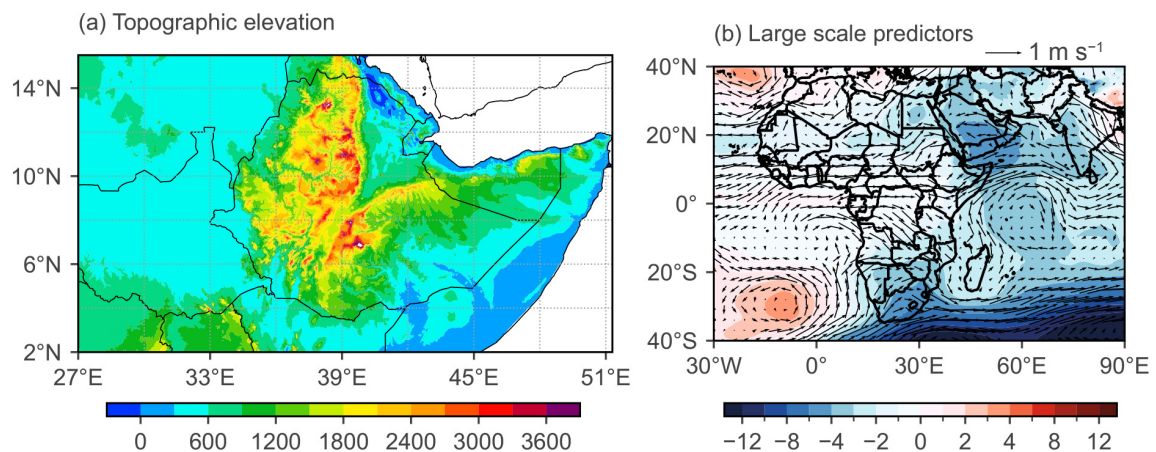 (a) Topographic elevation
14°N
10°N
6°N
2°N
27°E 33°E 39°E 45°E 51°E
0 600 1200 1800 2400 3000 3600
(b) Large scale predictors
1 m s⁻¹
40°N
20°N
0°
20°S
40°S
30°W 0° 30°E 60°E 90°E
−12 −8 −4 −2 0 2 4 8 12